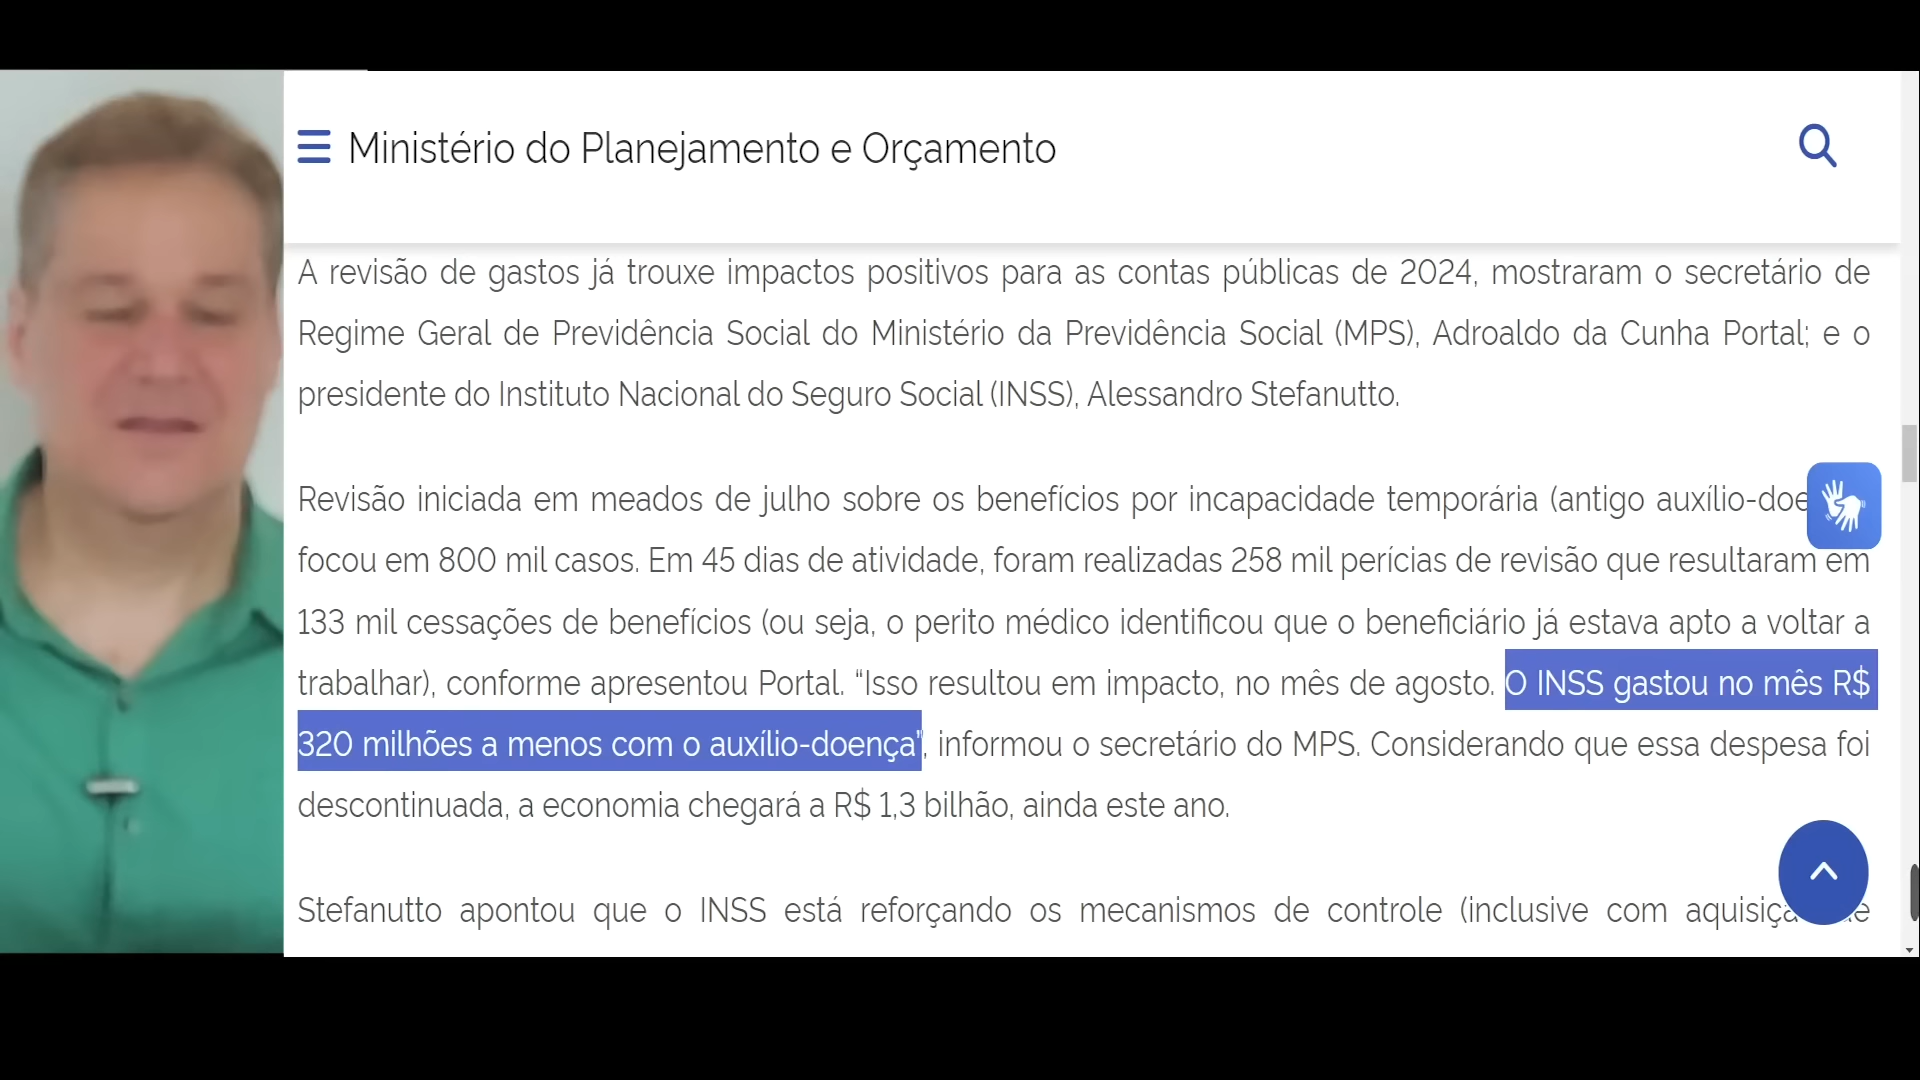 Ministério do Planejamento e Orçamento
A revisão de gastos já trouxe impactos positivos para as contas públicas de 2024, mostraram o secretário de
Regime Geral de Previdência Social do Ministério da Previdência Social (MPS), Adroaldo da Cunha Portal; e o
presidente do Instituto Nacional do Seguro Social (INSS), Alessandro Stefanutto.
Revisão iniciada em meados de julho sobre os benefícios por incapacidade temporária (antigo
focou em 800 mil casos. Em 45 dias de atividade, foram realizadas 258 mil perícias de revisão que resultaram em
133 mil cessações de benefícios (ou seja, o perito médico identificou que o beneficiário já estava apto a voltar a
trabalhar), conforme apresentou Portal. “Isso resultou em impacto, no mês de agosto. O INSS gastou no mês R$
320 milhões a menos com o auxílio-doença”, informou o secretário do MPS. Considerando que essa despesa foi
descontinuada, a economia chegará a R$ 1,3 bilhão, ainda este ano.
Stefanutto apontou que o INSS está reforçando os mecanismos de controle (inclusive com